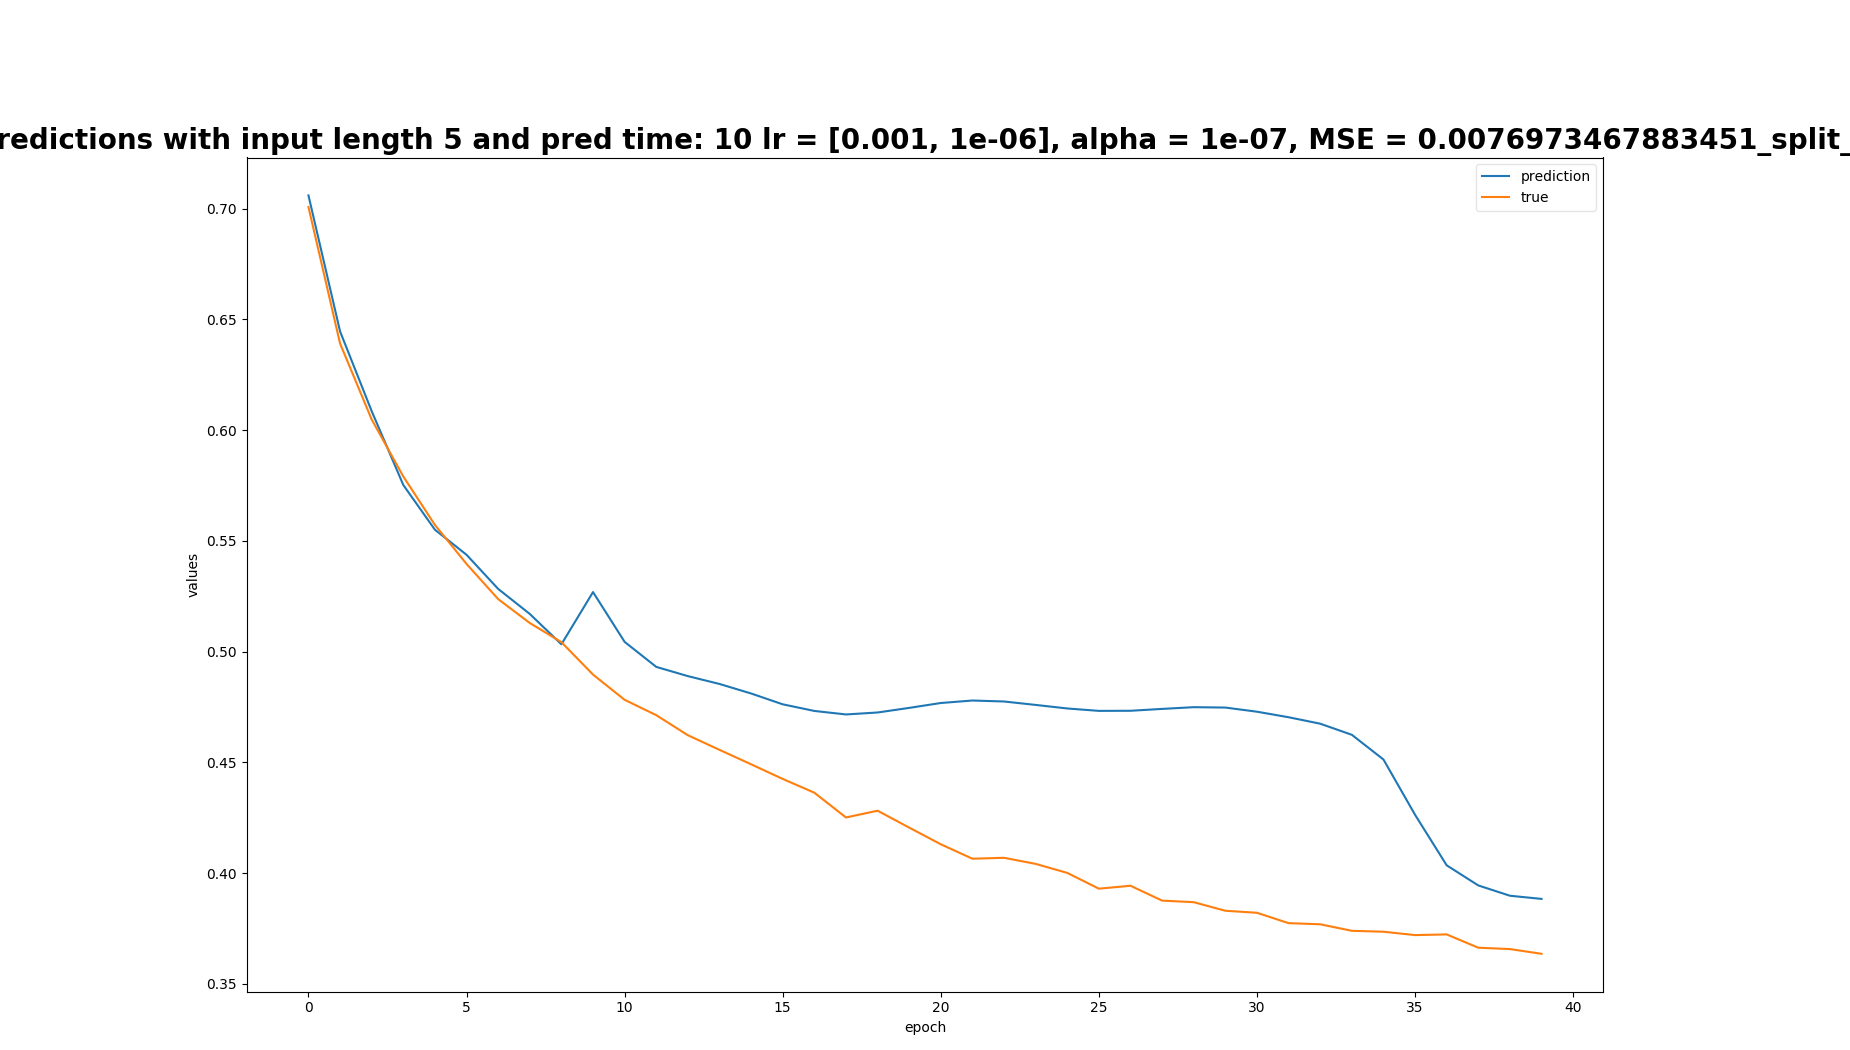 redictions with input length 5 and pred time: 10 lr = [0.001, 1e-06], alpha = 1e-07, MSE = 0.0076973467883451_split_
prediction
true
0.70
0.65
0.60
0.55
0.50
0.45
0.40
0.35
values
0 5 10 15 20 25 30 35 40
epoch